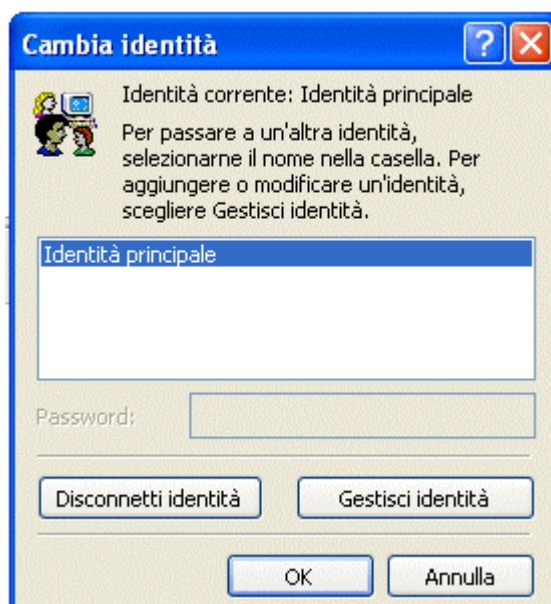 Cambia identità
?
Identità corrente: Identità principale
Per passare a un'altra identità,
selezionarne il nome nella casella. Per
aggiungere o modificare un'identità,
scegliere Gestisci identità.
Identità principale
Password:
Disconnetti identità
Gestisci identità
OK
Annulla